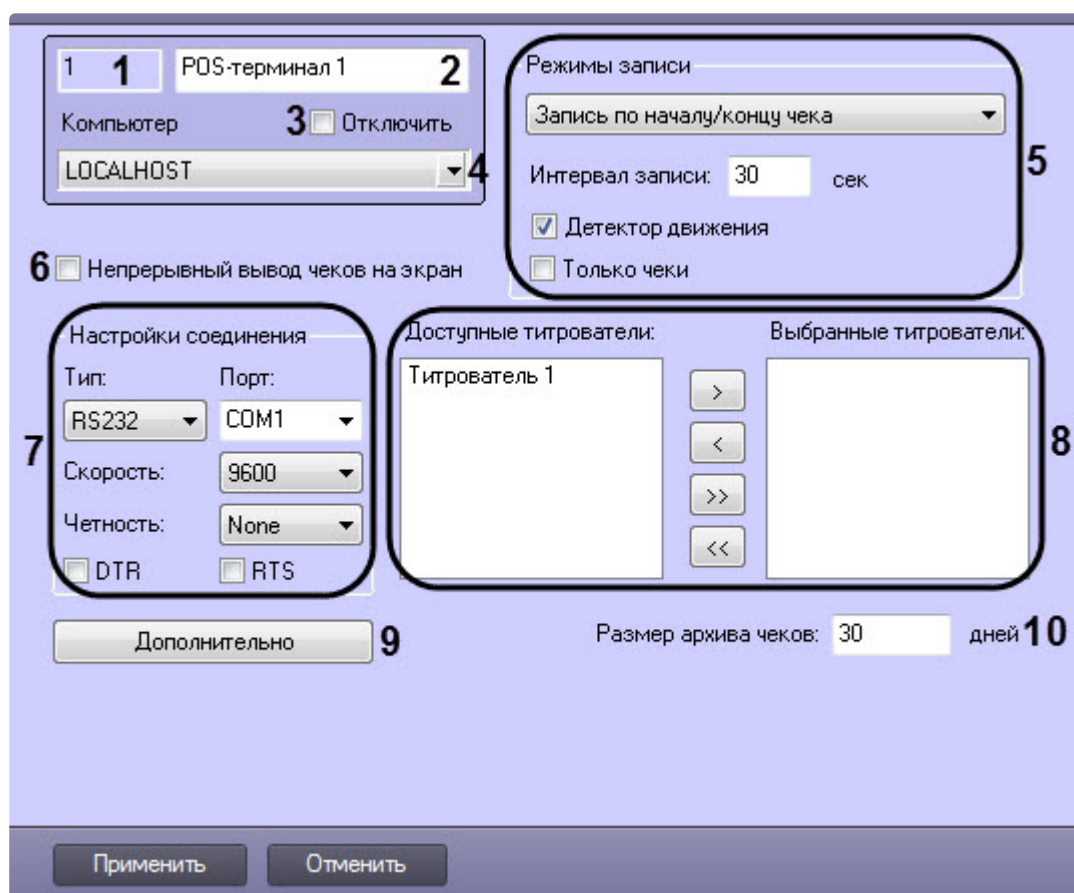 1 1 POS-терминал 1 2
Компьютер 3 Отключить
LOCALHOST 4
Режимы записи
Запись по началу/концу чека
Интервал записи: 30 сек
5
Детектор движения
Только чеки
6 Непрерывный вывод чеков на экран
Настройки соединения
Тип: Порт:
RS232 COM1
7
Скорость: 9600
Четность: None
DTR RTS
Доступные титрователи: Выбранные титрователи:
Титрователь 1
>
<
8
>>
<<
Дополнительно 9
Размер архива чеков: 30 дней 10
Применить Отменить